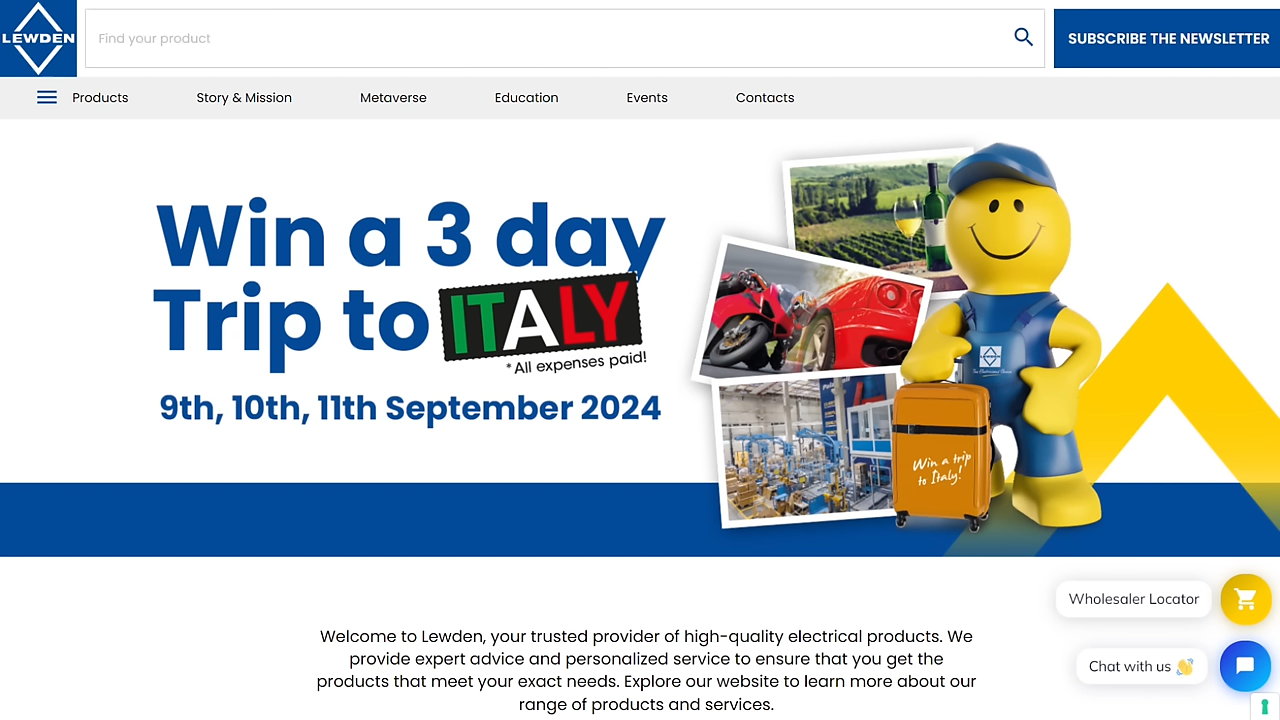 LEWDEN
Find your product
SUBSCRIBE THE NEWSLETTER
Products
Story & Mission
Metaverse
Education
Events
Contacts
Win a 3 day
Trip to ITALY
*All expenses paid!
9th, 10th, 11th September 2024
LEWDEN
Win a trip
to Italy!
Wholesaler Locator
Chat with us 👋
Welcome to Lewden, your trusted provider of high-quality electrical products. We
provide expert advice and personalized service to ensure that you get the
products that meet your exact needs. Explore our website to learn more about our
range of products and services.